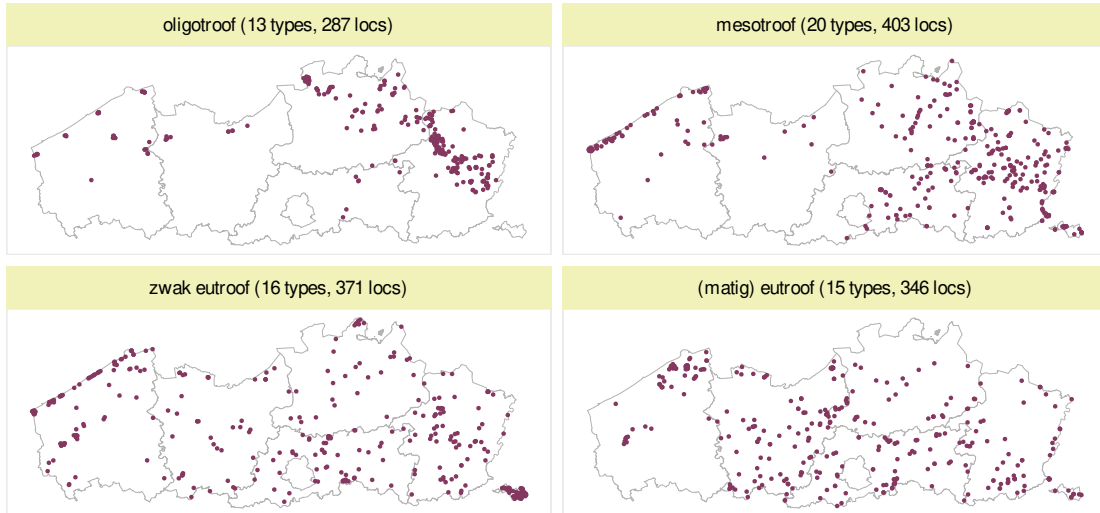 oligotroof (13 types, 287 locs)
mesotroof (20 types, 403 locs)
zwak eutroof (16 types, 371 locs)
(matig) eutroof (15 types, 346 locs)